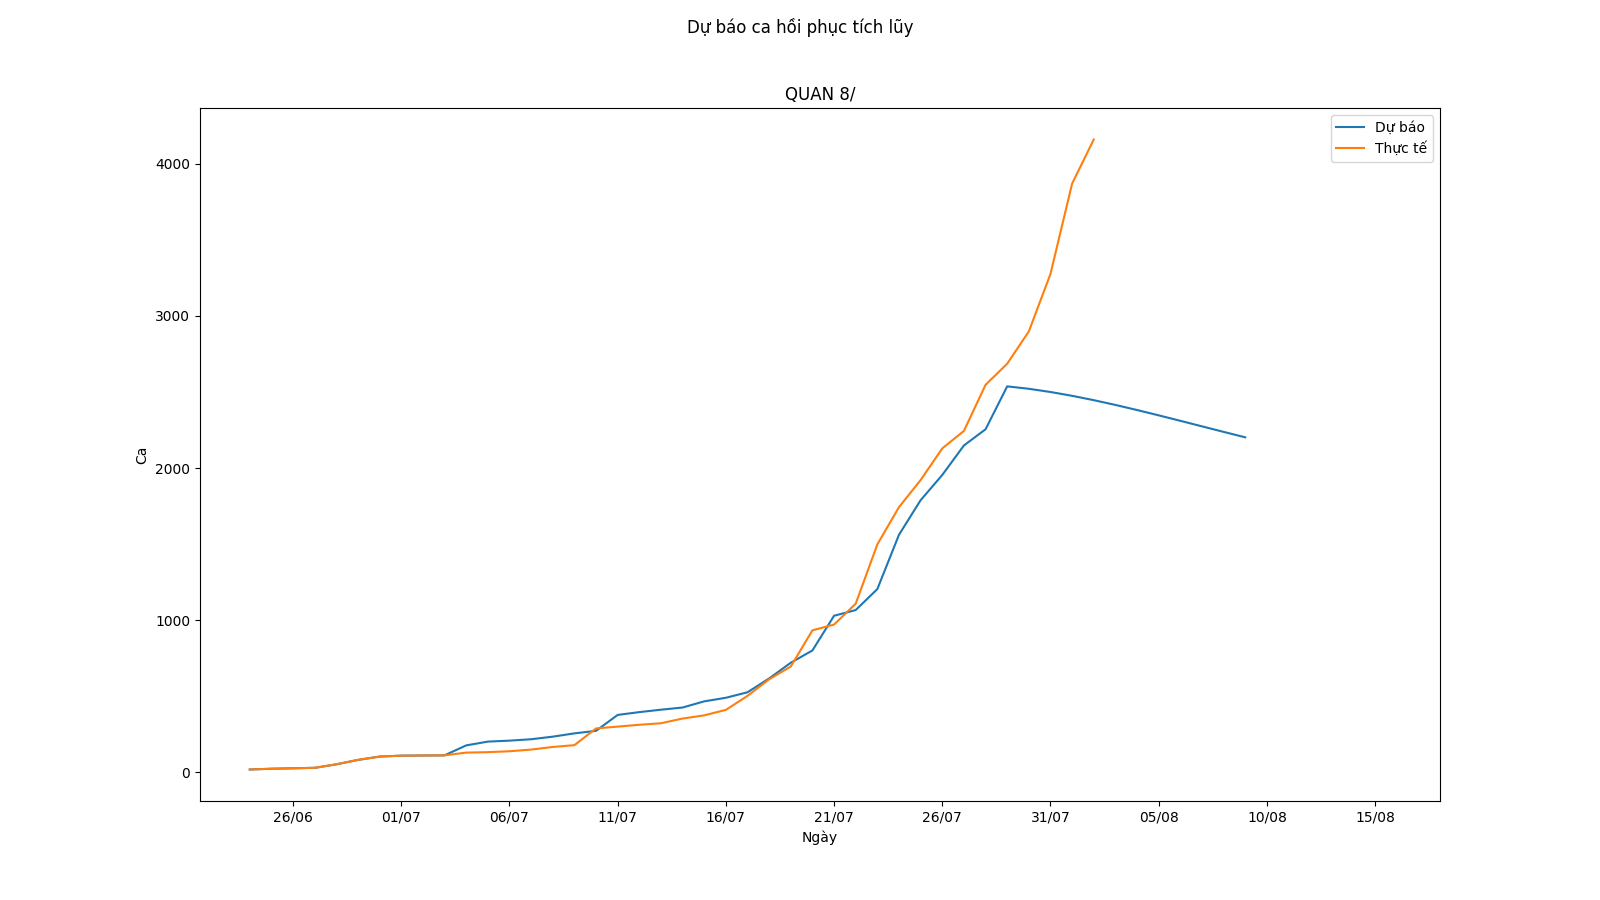 Dự báo ca hồi phục tích lũy
QUAN 8/
Dự báo
Thực tế
4000
3000
2000
1000
0
Ca
26/06 01/07 06/07 11/07 16/07 21/07 26/07 31/07 05/08 10/08 15/08
Ngày